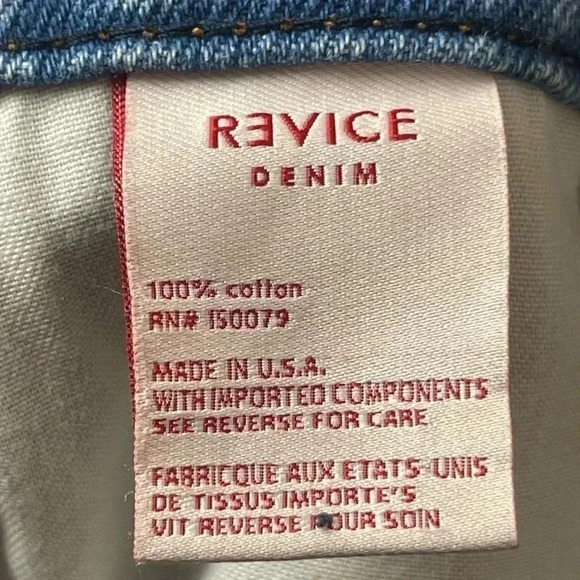 REVICE
DENIM
100% cotton
RN# 150079
MADE IN U.S.A.
WITH IMPORTED COMPONENTS
SEE REVERSE FOR CARE
FABRICQUE AUX ETATS-UNIS
DE TISSUS IMPORTE'S
VIT REVERSE POUR SOIN